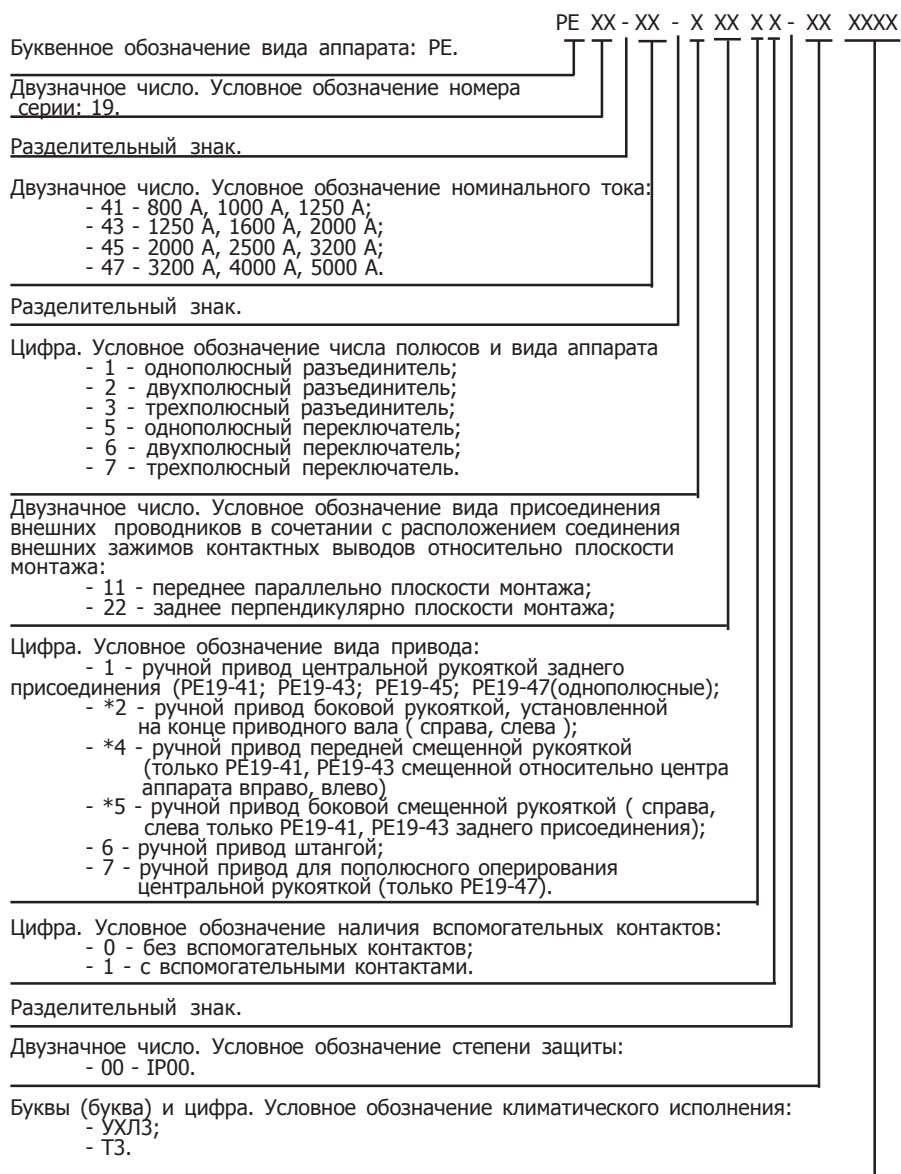 РЕ ХХ - ХХ - Х ХХ Х Х - ХХ ХХХХ
Буквенное обозначение вида аппарата: РЕ.
Двузначное число. Условное обозначение номера
серии: 19.
Разделительный знак.
Двузначное число. Условное обозначение номинального тока:
- 41 - 800 А, 1000 А, 1250 А;
- 43 - 1250 А, 1600 А, 2000 А;
- 45 - 2000 А, 2500 А, 3200 А;
- 47 - 3200 А, 4000 А, 5000 А.
Разделительный знак.
Цифра. Условное обозначение числа полюсов и вида аппарата
- 1 - однополюсный разъединитель;
- 2 - двухполюсный разъединитель;
- 3 - трехполюсный разъединитель;
- 5 - однополюсный переключатель;
- 6 - двухполюсный переключатель;
- 7 - трехполюсный переключатель.
Двузначное число. Условное обозначение вида присоединения
внешних проводников в сочетании с расположением соединения
внешних зажимов контактных выводов относительно плоскости
монтажа:
- 11 - переднее параллельно плоскости монтажа;
- 22 - заднее перпендикулярно плоскости монтажа;
Цифра. Условное обозначение вида привода:
- 1 - ручной привод центральной рукояткой заднего
присоединения (РЕ19-41; РЕ19-43; РЕ19-45; РЕ19-47(однополюсные);
- *2 - ручной привод боковой рукояткой, установленной
на конце приводного вала ( справа, слева );
- *4 - ручной привод передней смещенной рукояткой
(только РЕ19-41, РЕ19-43 смещенной относительно центра
аппарата вправо, влево)
- *5 - ручной привод боковой смещенной рукояткой ( справа,
слева только РЕ19-41, РЕ19-43 заднего присоединения);
- 6 - ручной привод штангой;
- 7 - ручной привод для пополюсного оперирования
центральной рукояткой (только РЕ19-47).
Цифра. Условное обозначение наличия вспомогательных контактов:
- 0 - без вспомогательных контактов;
- 1 - с вспомогательными контактами.
Разделительный знак.
Двузначное число. Условное обозначение степени защиты:
- 00 - IP00.
Буквы (буква) и цифра. Условное обозначение климатического исполнения:
- УХЛ3;
- Т3.